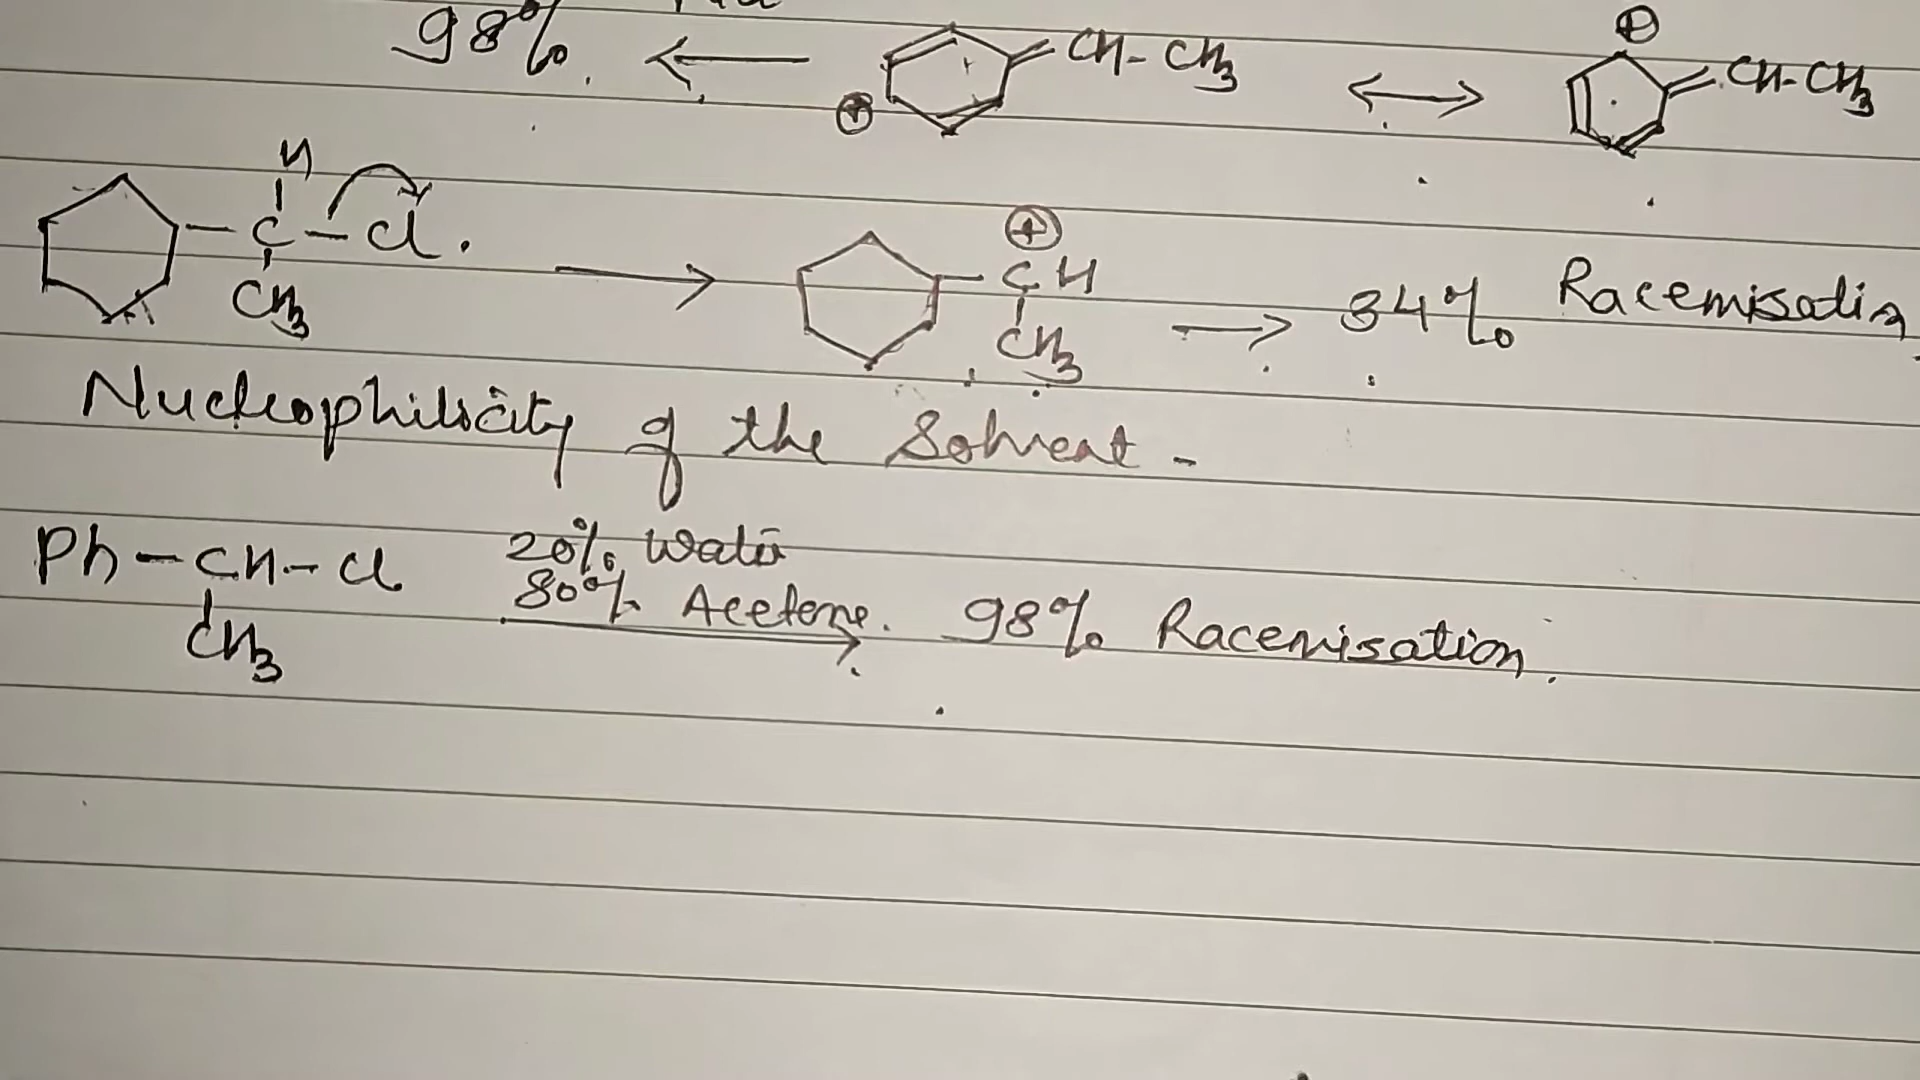 98%. ← ⊕ =CH-CH3 ↔ ⊕ =CH-CH3
H
-C-Cl. → ⊕ -CH → 34% Racemisation
CH3 CH3
Nucleophilicity of the Solvent -
Ph-CH-Cl 20% Water
80% Acetone. 98% Racemisation.
CH3